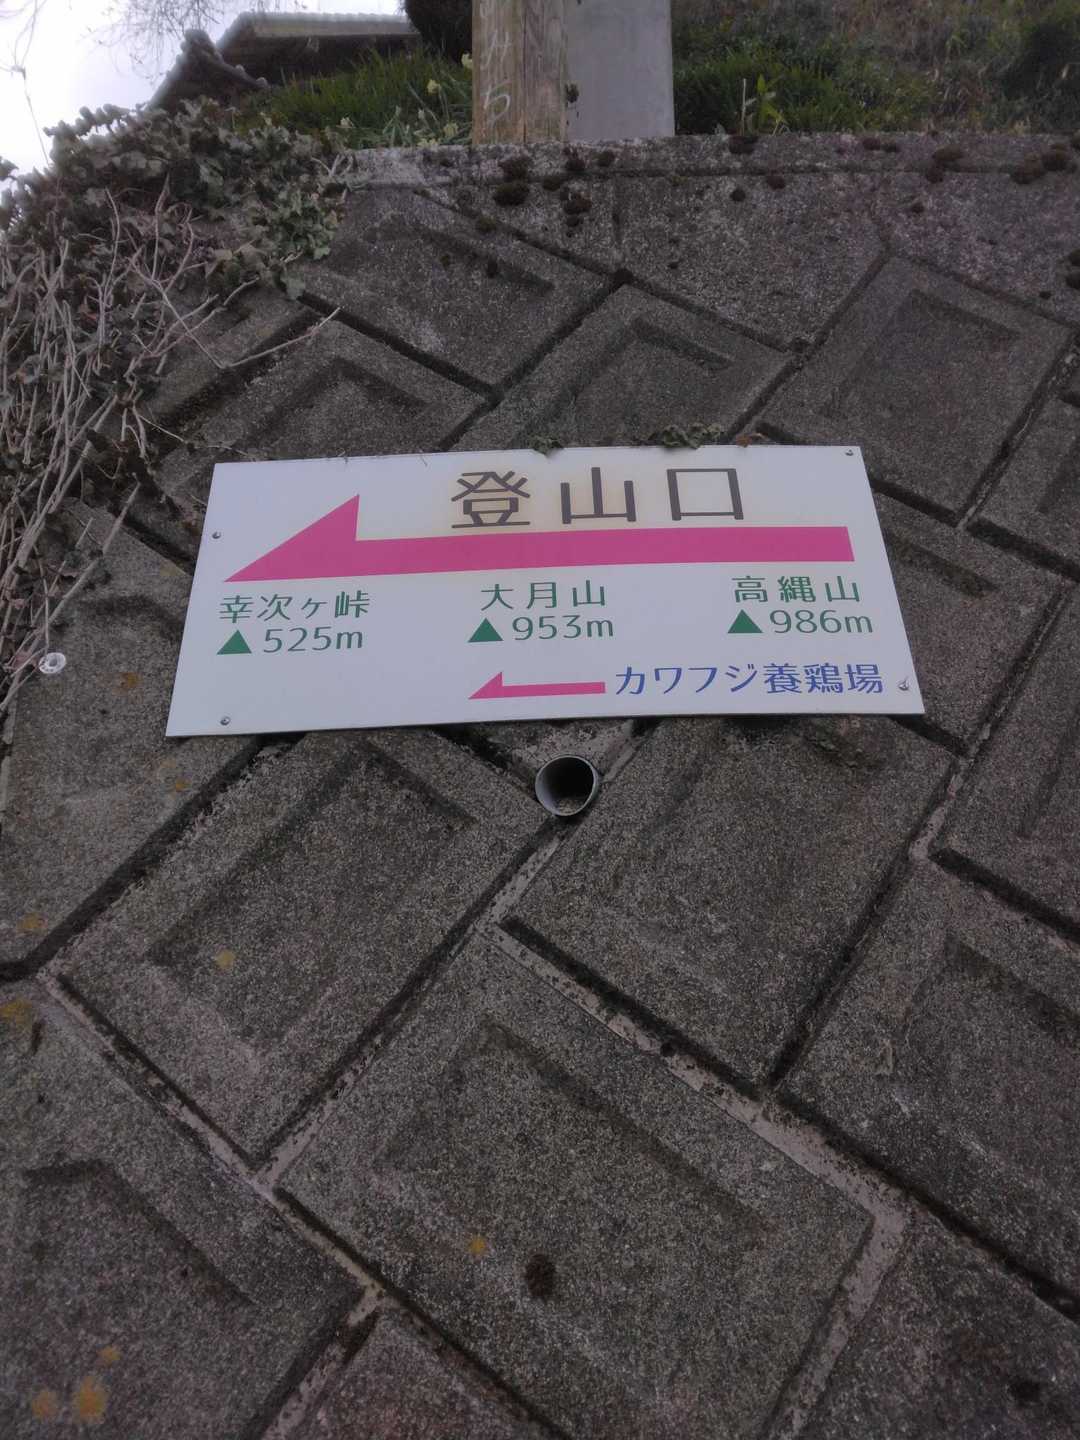 登山口
幸次ヶ峠 大月山 高縄山
▲525m ▲953m ▲986m
カワフジ養鶏場